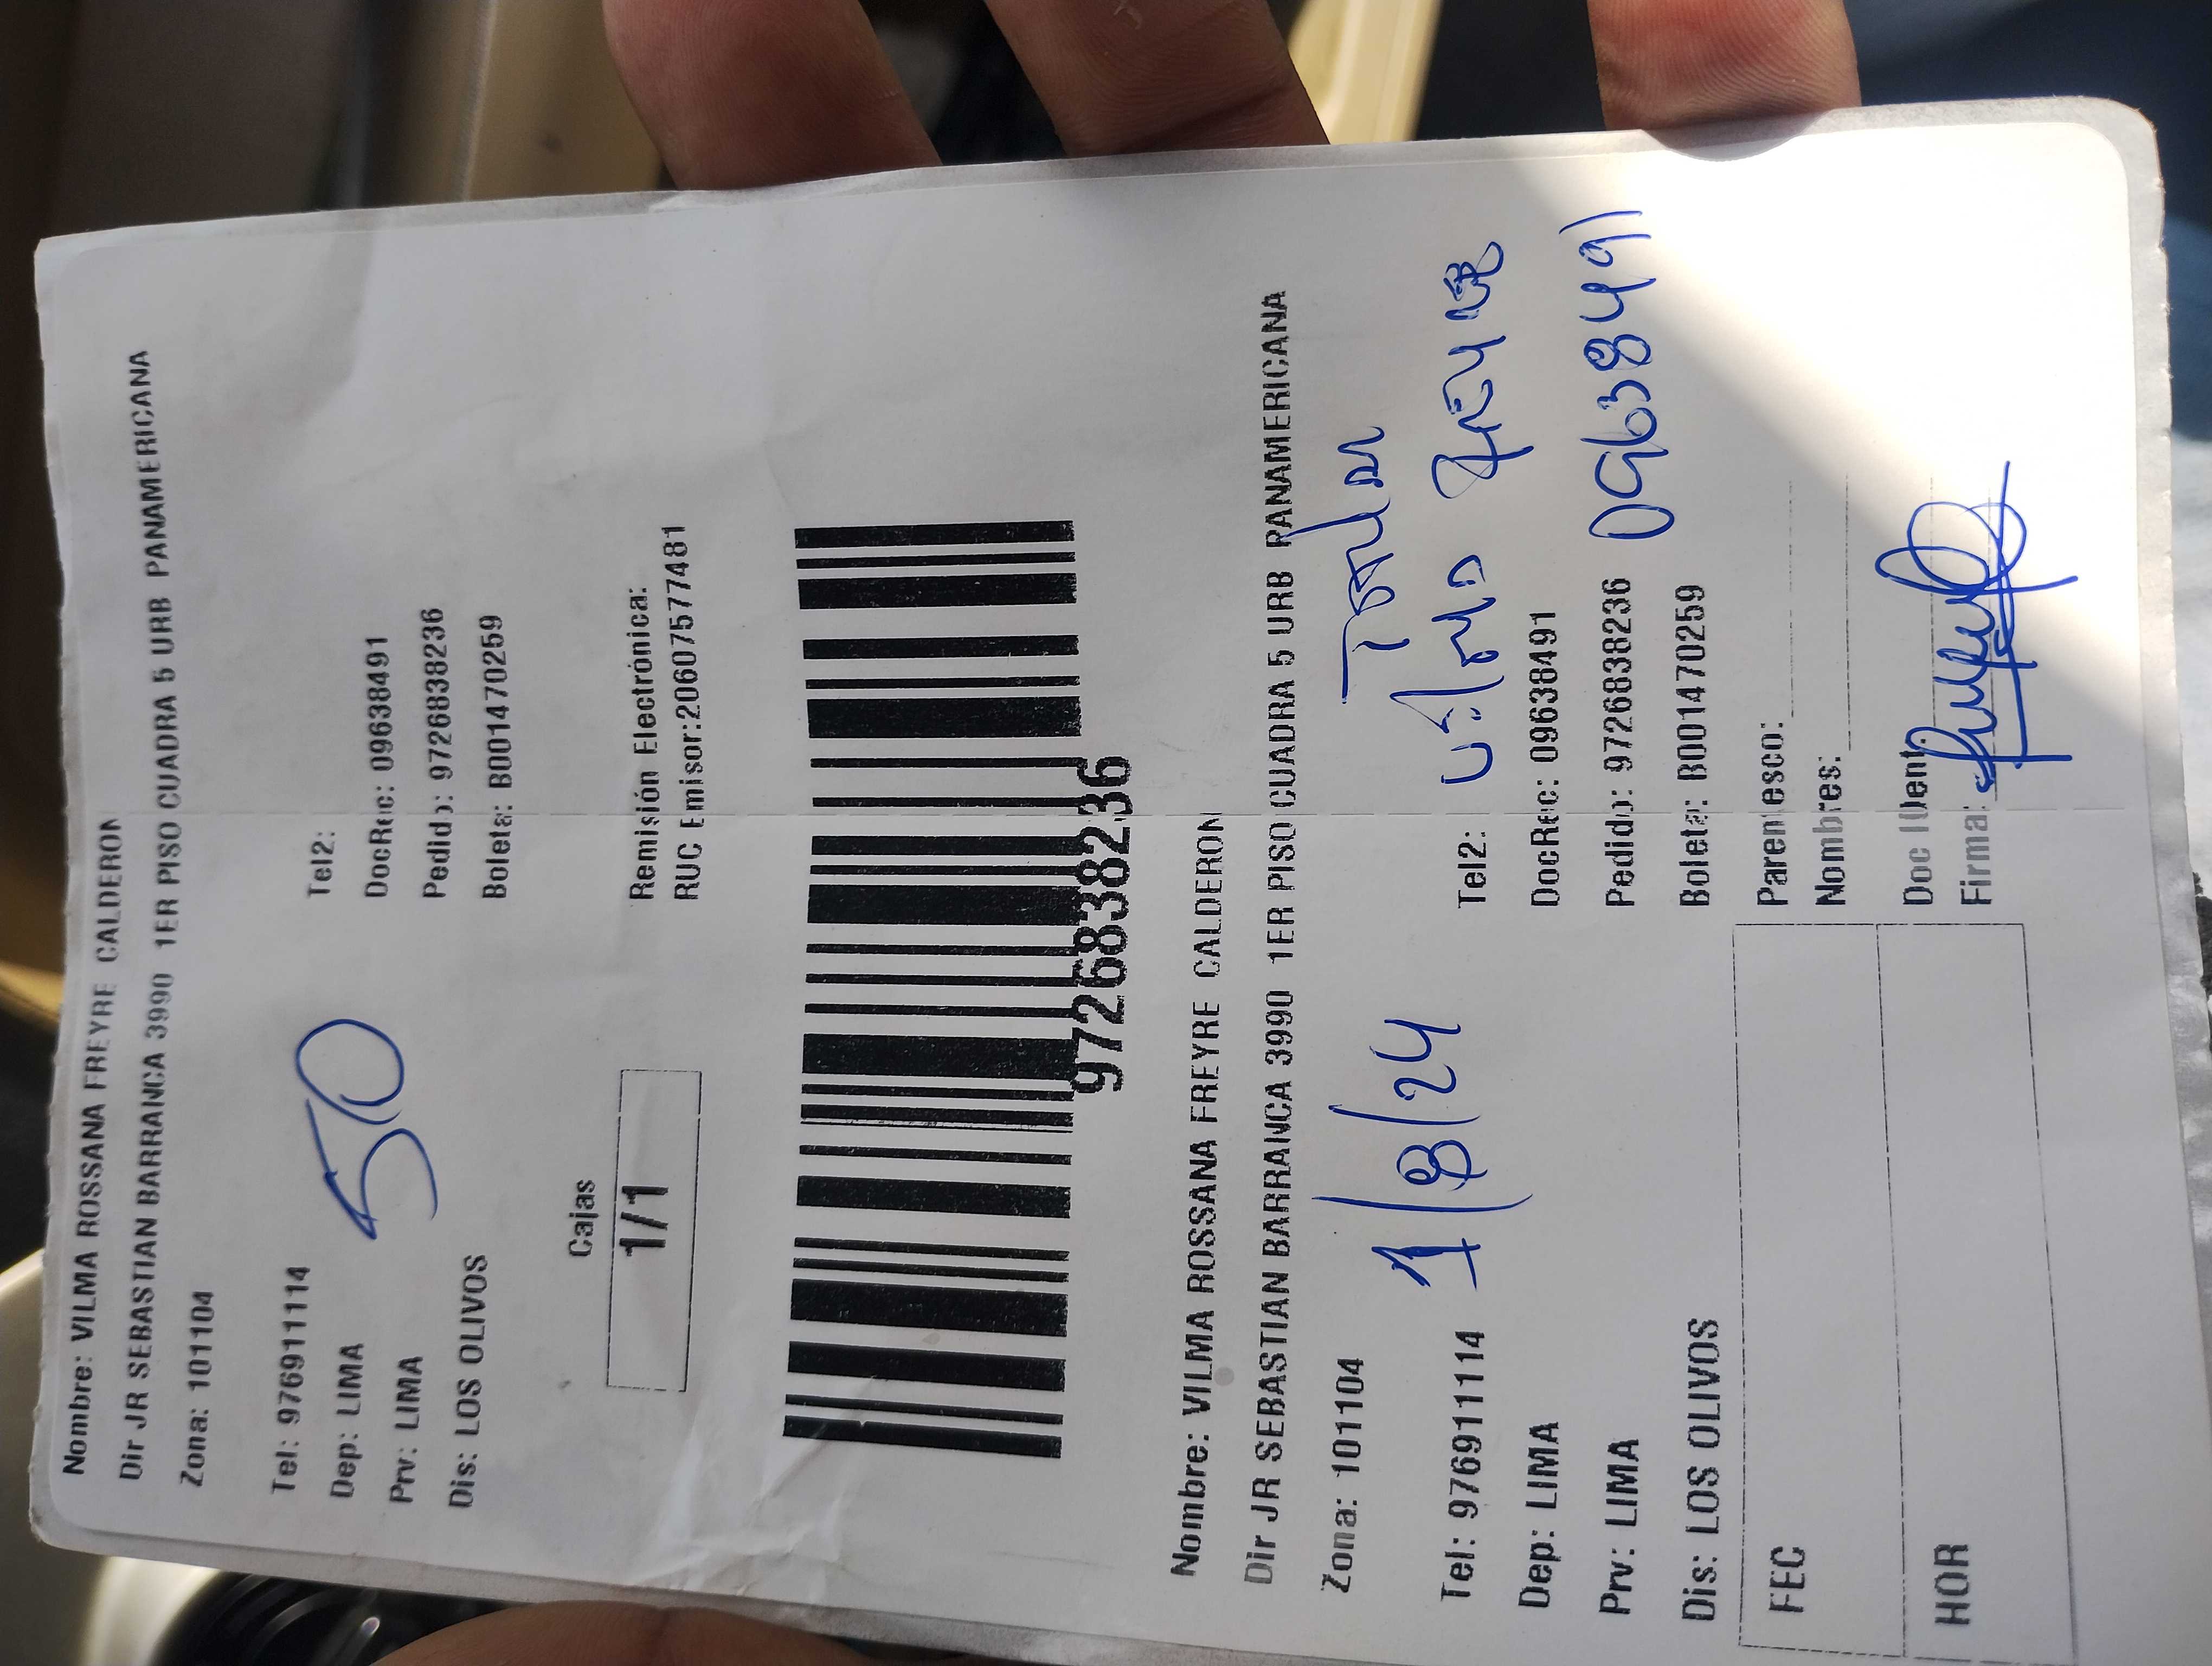 Nombre: VILMA ROSSANA FREYRE CALDERON
Dir JR SEBASTIAN BARRANCA 3990 1ER PISO CUADRA 5 URB PANAMERICANA
Zona: 101104
Tel: 976911114 Tel2:
Dep: LIMA DocRec: 09638491
Prv: LIMA Pedido: 9726838236
Dis: LOS OLIVOS Boleta: B001470259
50
Cajas Remisión Electrónica:
1/1 RUC Emisor:20607577481
9726838236
Nombre: VILMA ROSSANA FREYRE CALDERON
Dir JR SEBASTIAN BARRANCA 3990 1ER PISO CUADRA 5 URB PANAMERICANA
Zona: 101104
1/8/24
Tel: 976911114 Tel2:
Dep: LIMA DocRec: 09638491
Prv: LIMA Pedido: 9726838236 09638491
Dis: LOS OLIVOS Boleta: B001470259
FEC Parentesco:
Nombres:
HOR Doc Ident:
Firma: